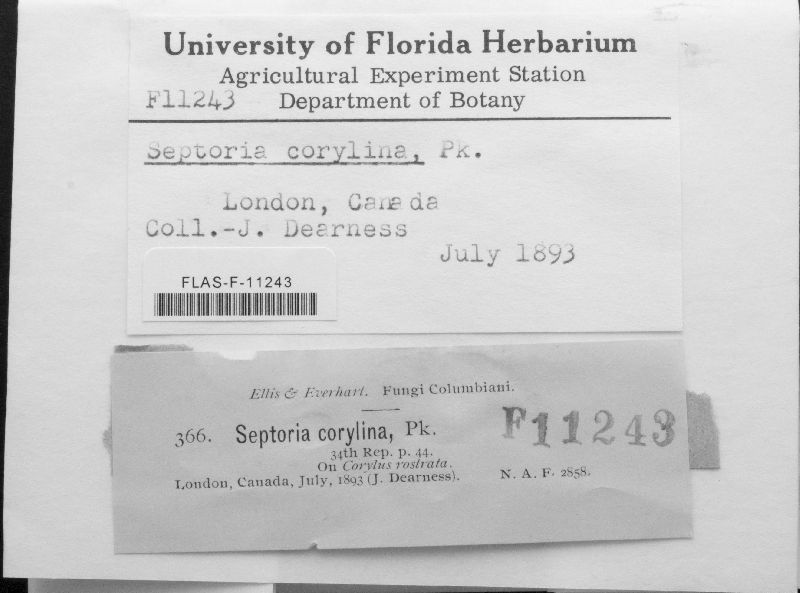 University of Florida Herbarium
Agricultural Experiment Station
F11243 Department of Botany
Septoria corylina, Pk.
London, Canada
Coll.-J. Dearness
July 1893
FLAS-F-11243
Ellis & Everhart. Fungi Columbiani.
366. Septoria corylina, Pk.
F11243
34th Rep. p. 44.
On Corylus rostrata.
London, Canada, July, 1893 (J. Dearness).
N. A. F. 2858.